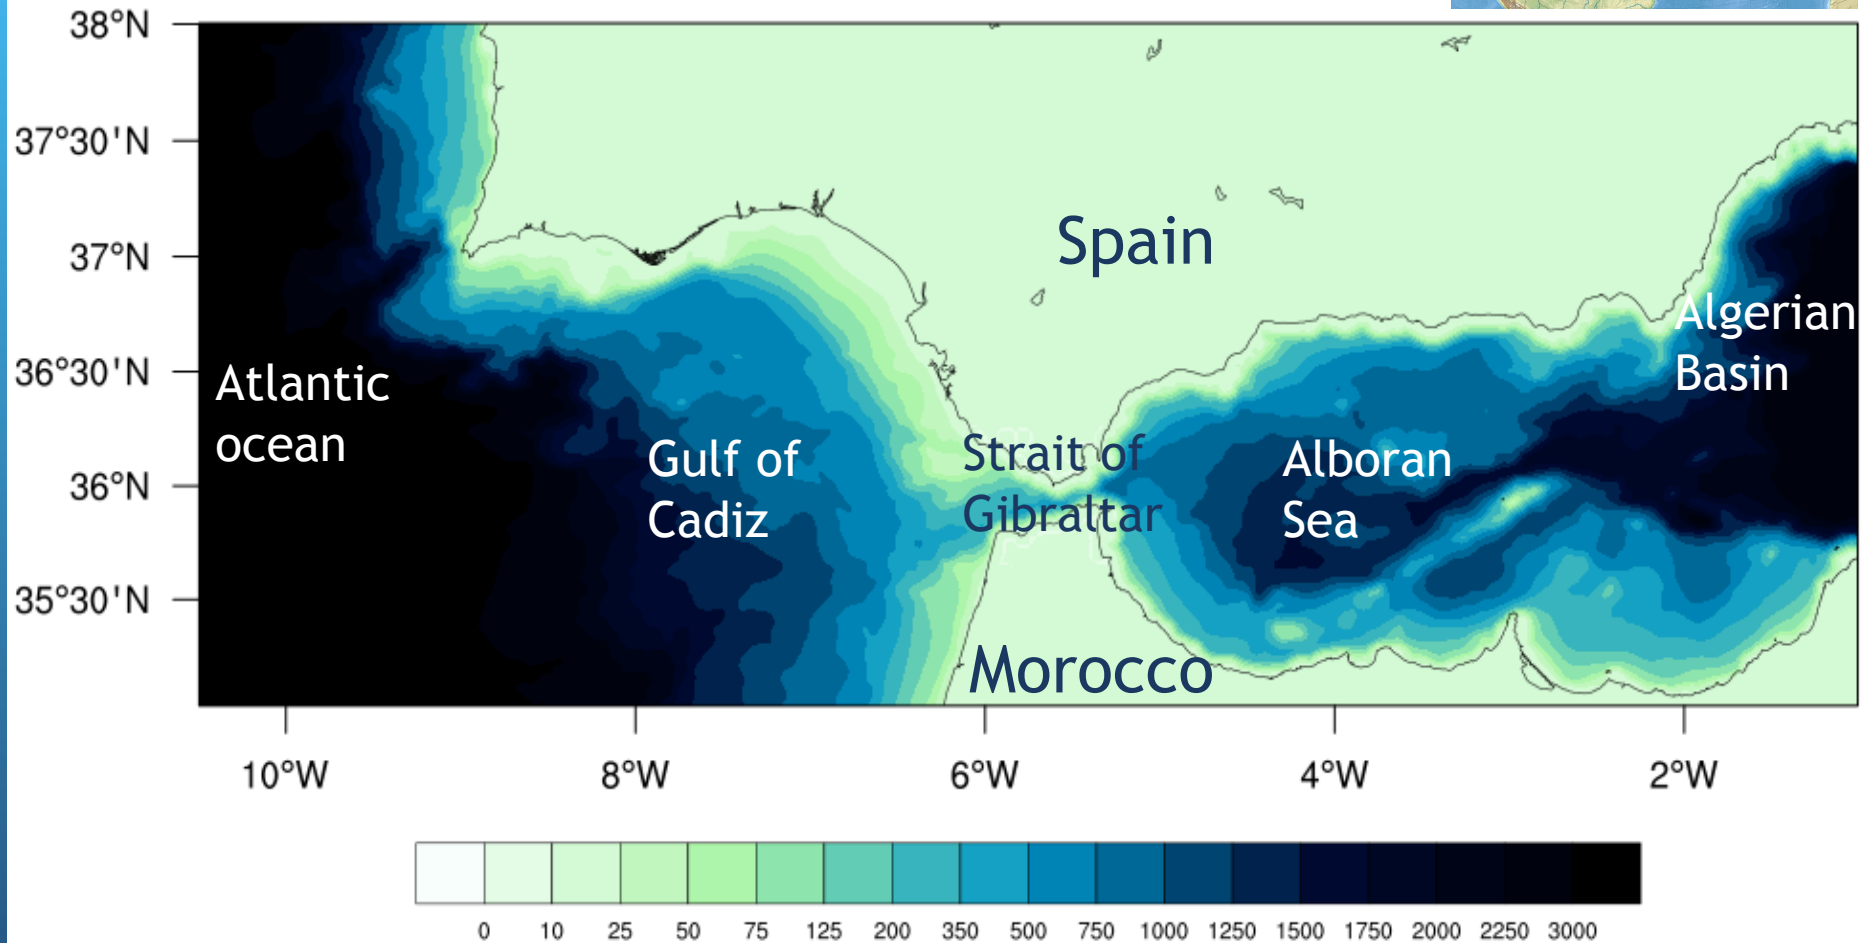 38°N
37°30'N
37°N
36°30'N
36°N
35°30'N
Spain
Algerian
Basin
Atlantic
ocean
Gulf of
Cadiz
Strait of
Gibraltar
Alboran
Sea
Morocco
10°W 8°W 6°W 4°W 2°W
0 10 25 50 75 125 200 350 500 750 1000 1250 1500 1750 2000 2250 3000